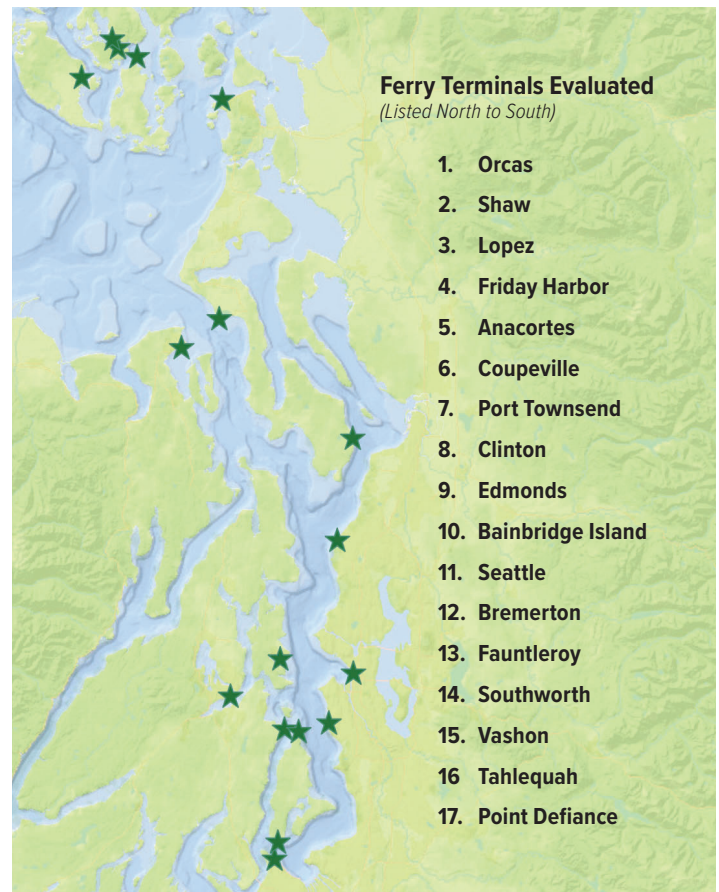 Ferry Terminals Evaluated
(Listed North to South)
1. Orcas
2. Shaw
3. Lopez
4. Friday Harbor
5. Anacortes
6. Coupeville
7. Port Townsend
8. Clinton
9. Edmonds
10. Bainbridge Island
11. Seattle
12. Bremerton
13. Fauntleroy
14. Southworth
15. Vashon
16 Tahlequah
17. Point Defiance